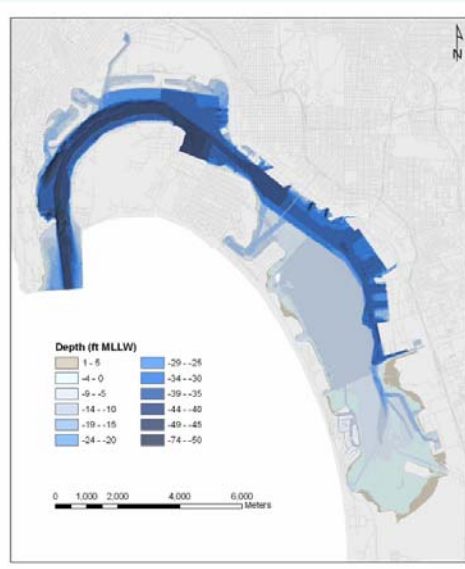 N
Depth (ft MLLW)
1 - 5
-4 - 0
-9 - -5
-14 - -10
-19 - -15
-24 - -20
-29 - -25
-34 - -30
-39 - -35
-44 - -40
-49 - -45
-74 - -50
0 1,000 2,000 4,000 6,000
Meters